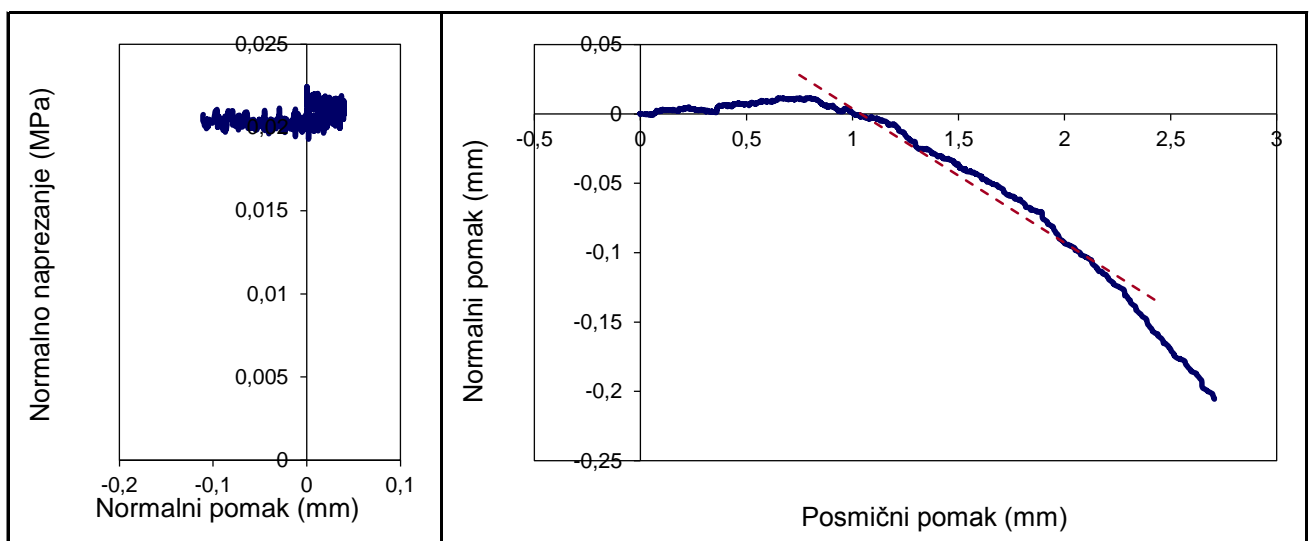 Normalno naprezanje (MPa)
0,025
0,02
0,015
0,01
0,005
0
-0,2 -0,1 0 0,1
Normalni pomak (mm)
Normalni pomak (mm)
0,05
0
-0,05
-0,1
-0,15
-0,2
-0,25
-0,5 0 0,5 1 1,5 2 2,5 3
Posmični pomak (mm)